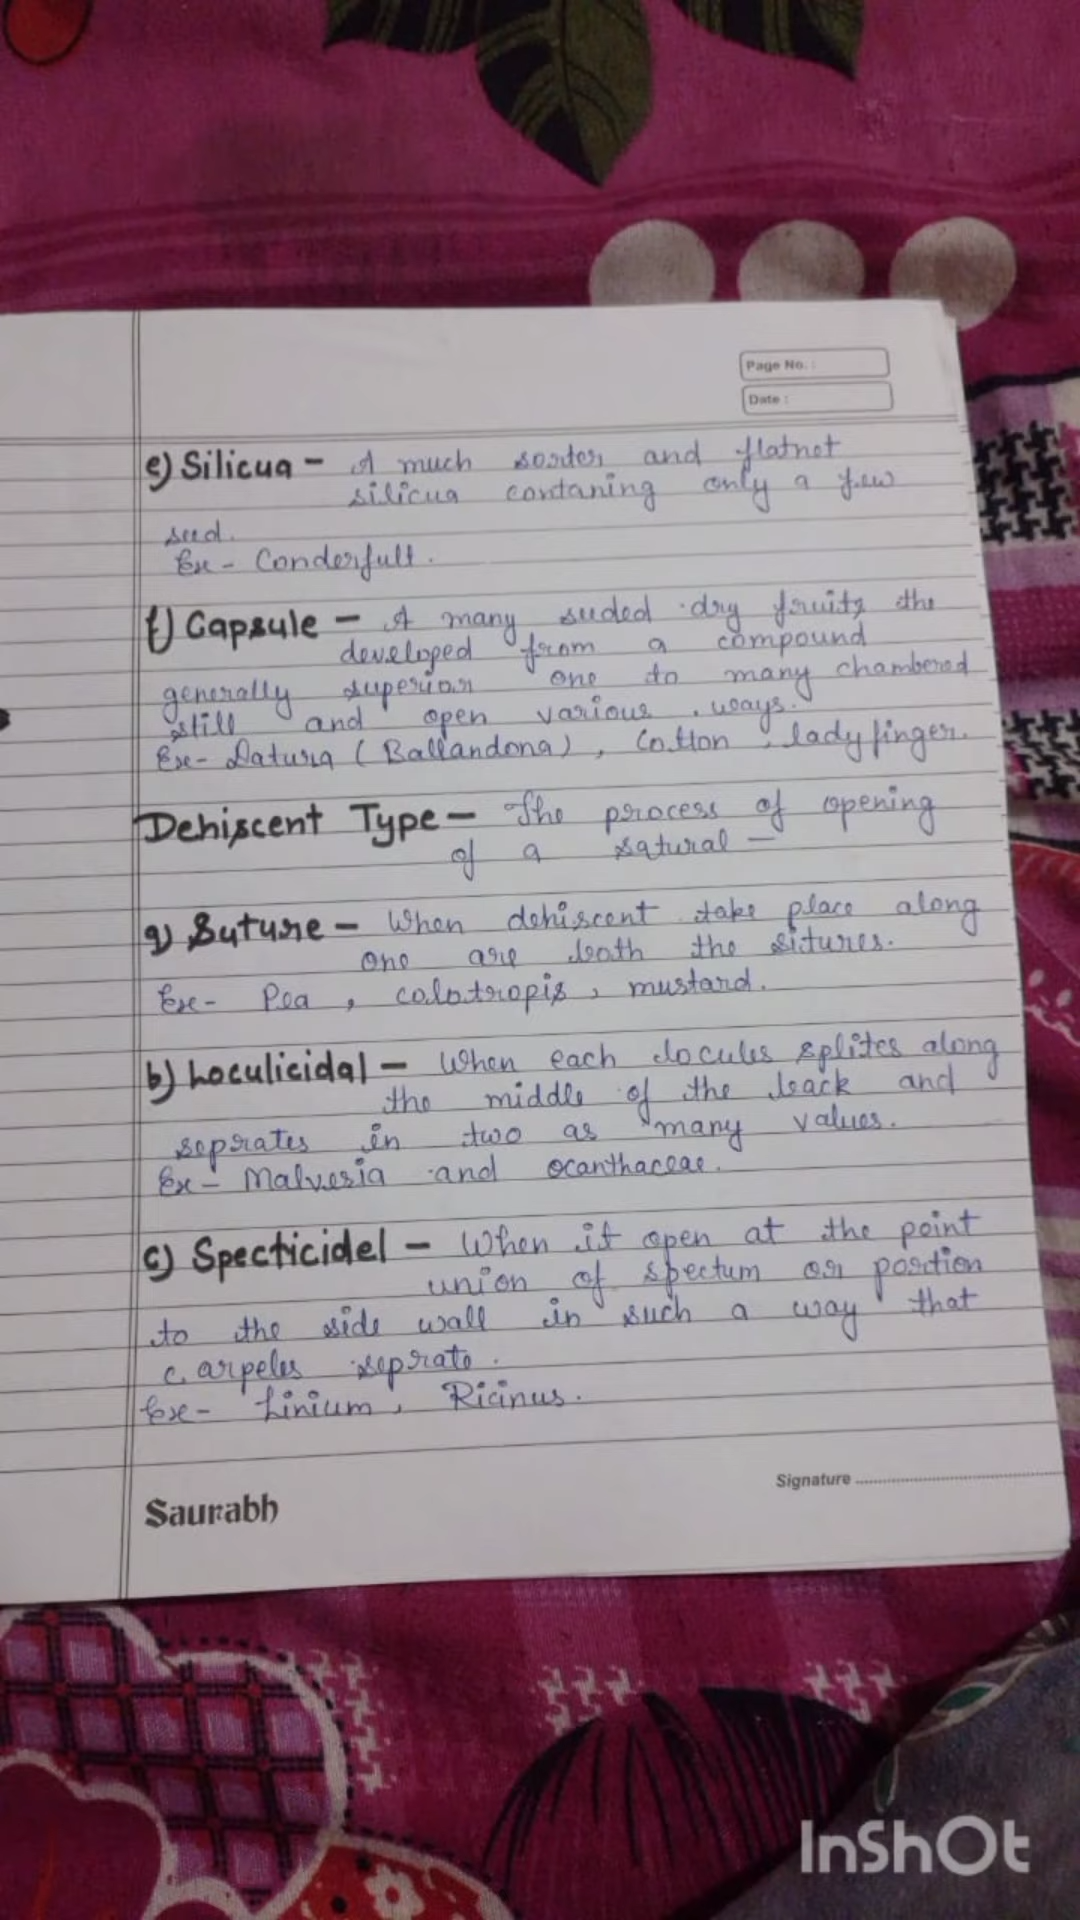 Page No. :
Date :
e) Silicua - A much sorter and flatnet
silicua contaning only a few
seed.
Ex - Conderfull.
f) Capsule - A many seeded dry fruits the
developed from a compound
generally superior one to many chambered
still and open various ways.
Ex- Datura (Ballandona), Cotton, lady finger.
Dehiscent Type - The process of opening
of a satural -
a) Suture - When dehiscent take place along
one are both the situres.
Ex- Pea, calotropis, mustard.
b) Loculicidal - When each locules splites along
the middle of the back and
seprates in two as many values.
Ex - Malvesia and ocanthaceae.
c) Specticidel - When it open at the point
union of spectum or portion
to the side wall in such a way that
carpeles seprate.
Ex- Linium, Ricinus.
Signature
Saurabh
InShOt